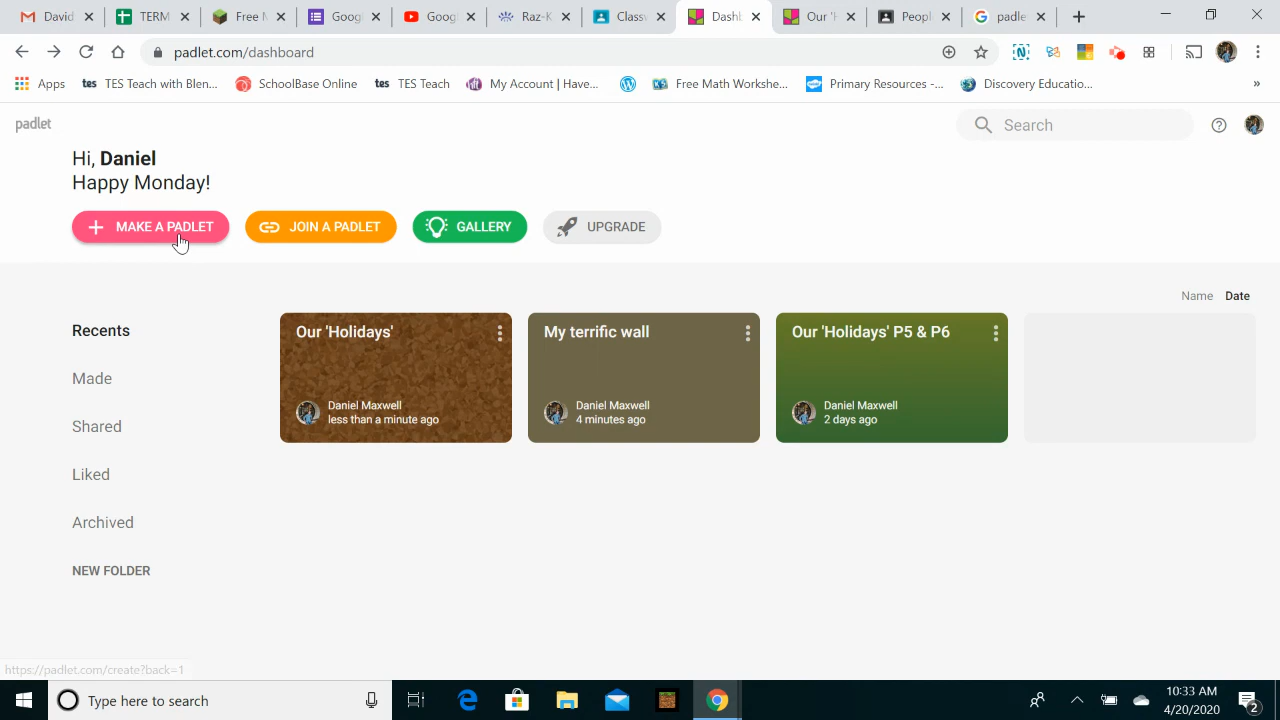 David
TERM
Free M
Goog
Goog
Raz-K
Class
Dashl
Our 'H
Peopl
padle
padlet.com/dashboard
Apps
tes TES Teach with Blen...
SchoolBase Online
tes TES Teach
My Account | Have...
Free Math Workshe...
Primary Resources -...
Discovery Educatio...
»
padlet
Search
Hi, Daniel
Happy Monday!
MAKE A PADLET
JOIN A PADLET
GALLERY
UPGRADE
Name Date
Recents
Made
Shared
Liked
Archived
NEW FOLDER
Our 'Holidays'
Daniel Maxwell
less than a minute ago
My terrific wall
Daniel Maxwell
4 minutes ago
Our 'Holidays' P5 & P6
Daniel Maxwell
2 days ago
https://padlet.com/create?back=1
Type here to search
10:33 AM
4/20/2020
2